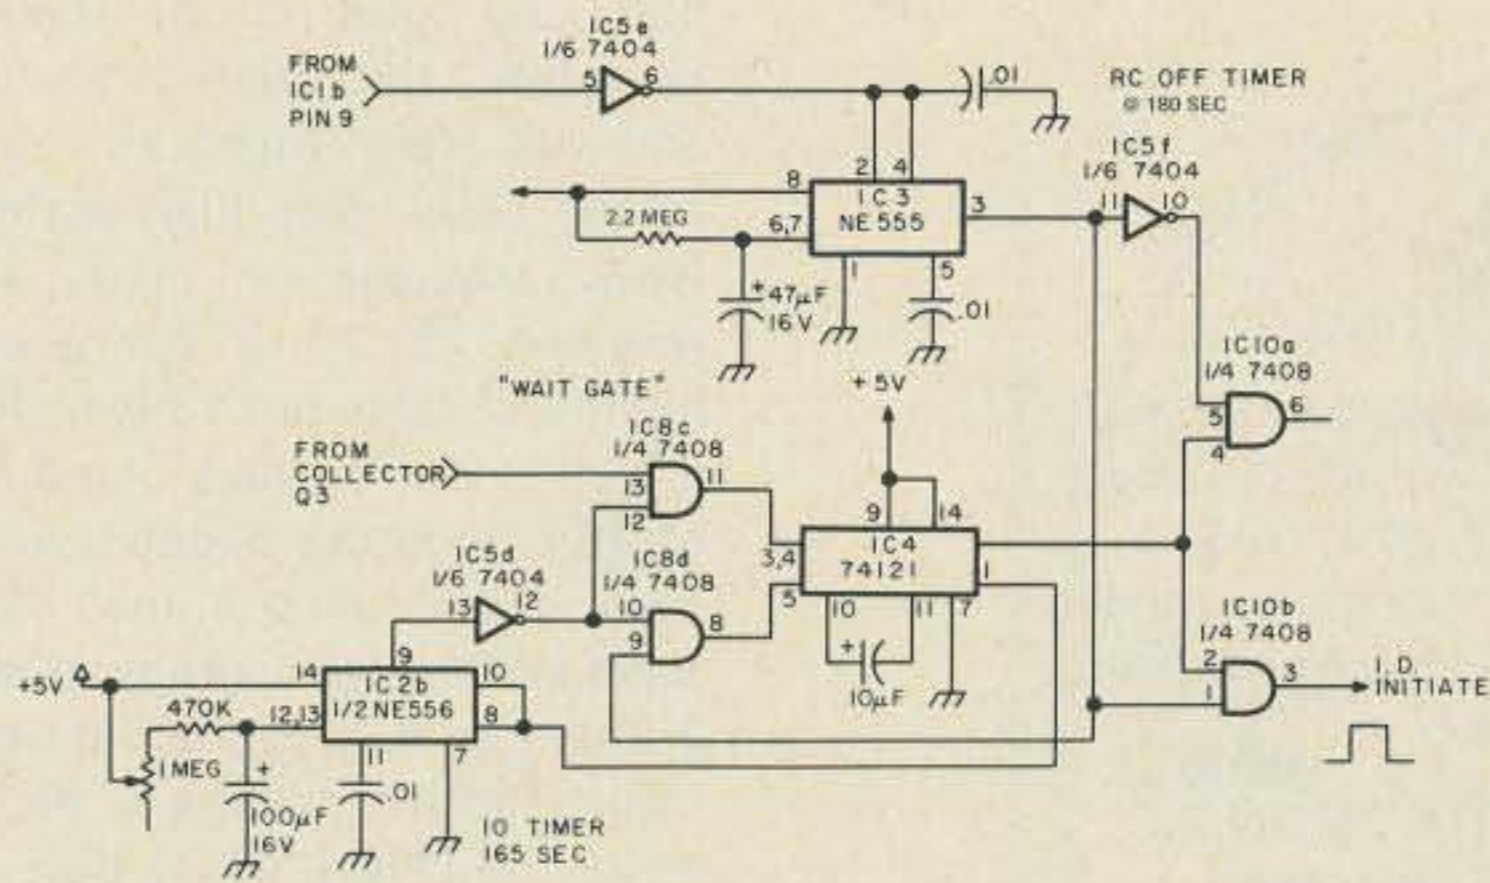 IC5e
1/6 7404
FROM
IC1b
PIN 9
5
6
.01
RC OFF TIMER
@ 180 SEC
IC5f
1/6 7404
11
10
2
4
8
IC3
NE555
3
2.2 MEG
6,7
1
5
+
47µF
16V
.01
IC10a
1/4 7408
5
4
6
"WAIT GATE"
+5V
IC8c
1/4 7408
FROM
COLLECTOR
Q3
13
12
11
9
14
IC4
74121
3,4
5
1
10
11
7
+
10µF
IC5d
1/6 7404
13
12
IC8d
1/4 7408
10
9
8
IC10b
1/4 7408
2
1
3
I.D.
INITIATE
+5V
14
9
10
IC2b
1/2 NE556
470K
12,13
8
11
7
1 MEG
+
100µF
16V
.01
10 TIMER
165 SEC